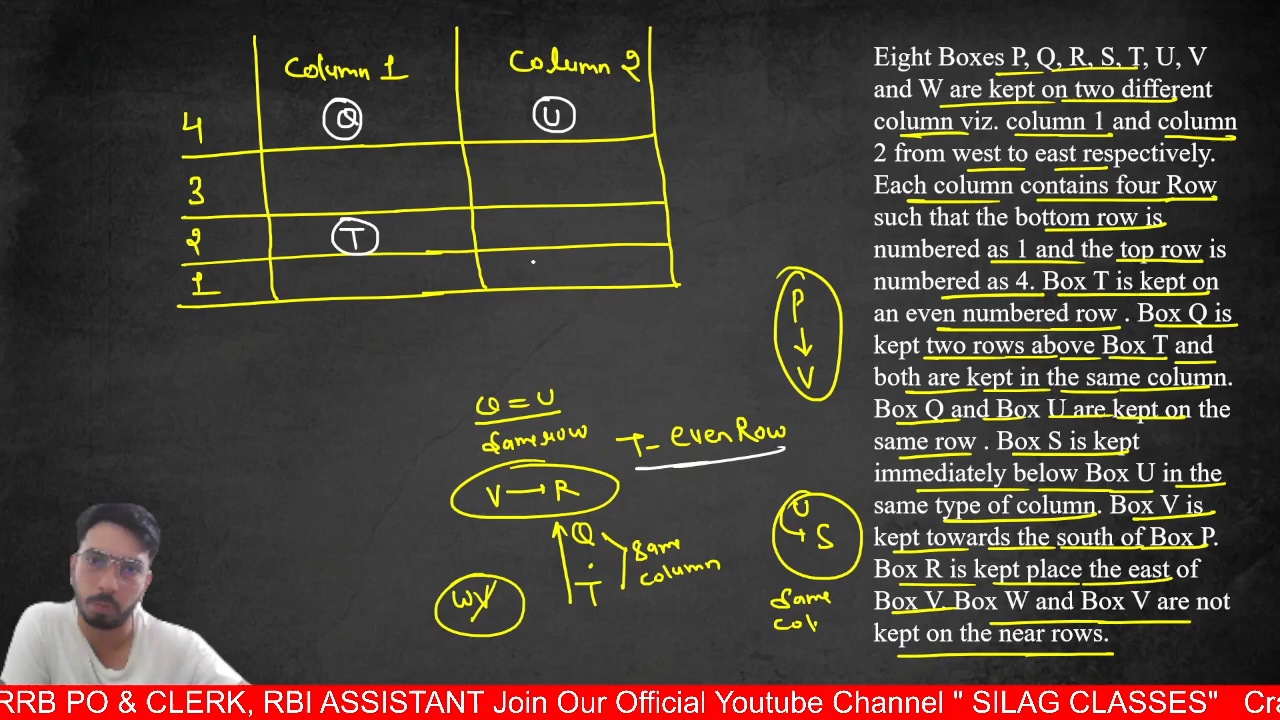 Column 1 Column 2
4 Q U
3
2 T
1
Q = U
same row
T - even Row
V → R
Q
T
same
column
WV
P
↓
V
U
S
same
col
Eight Boxes P, Q, R, S, T, U, V
and W are kept on two different
column viz. column 1 and column
2 from west to east respectively.
Each column contains four Row
such that the bottom row is
numbered as 1 and the top row is
numbered as 4. Box T is kept on
an even numbered row . Box Q is
kept two rows above Box T and
both are kept in the same column.
Box Q and Box U are kept on the
same row . Box S is kept
immediately below Box U in the
same type of column. Box V is
kept towards the south of Box P.
Box R is kept place the east of
Box V. Box W and Box V are not
kept on the near rows.
RRB PO & CLERK, RBI ASSISTANT Join Our Official Youtube Channel " SILAG CLASSES" Cra